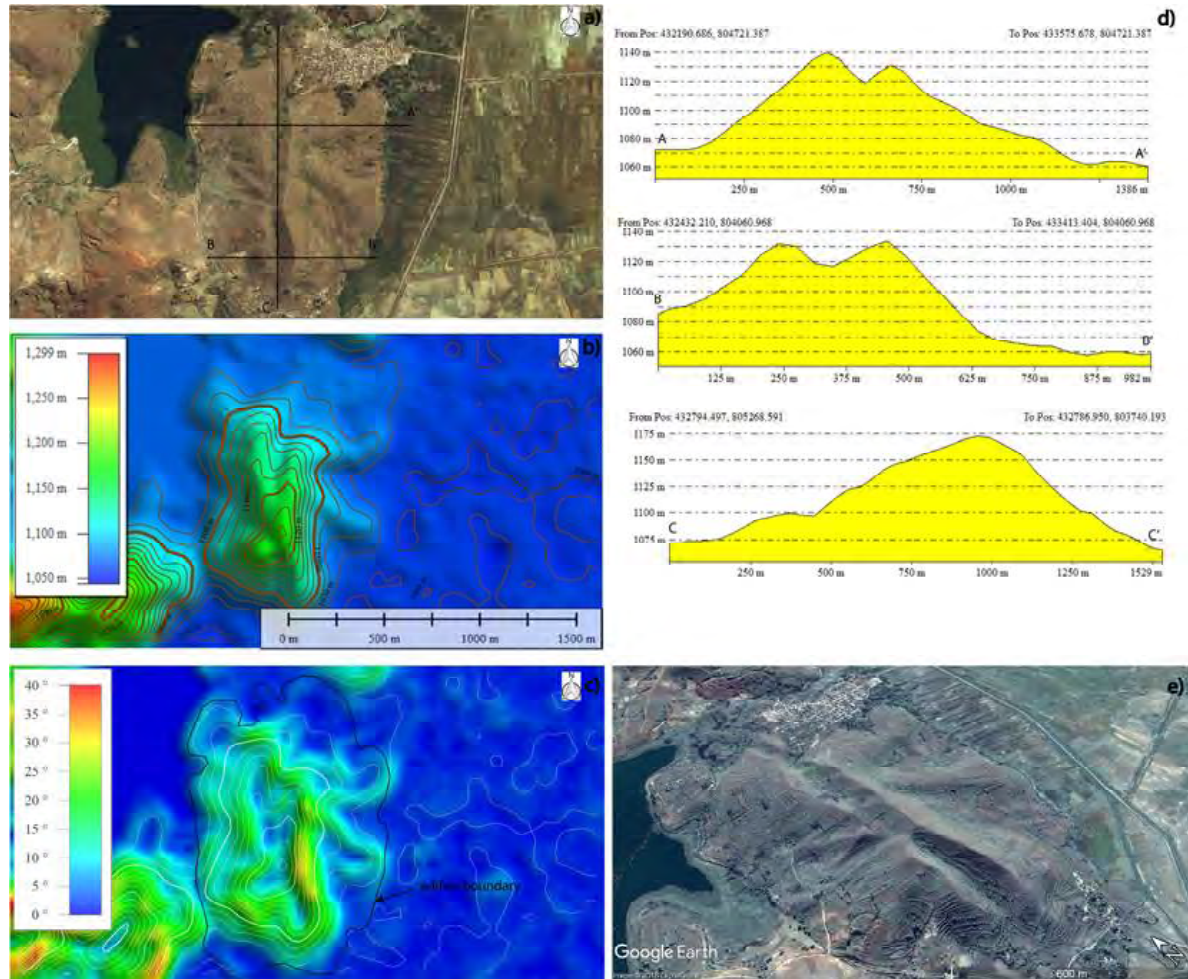 a)
N
C
A'
B
C'
d)
From Pos: 432190.686, 804721.387 To Pos: 433575.678, 804721.387
1140 m
1120 m
1100 m
1080 m
1060 m
A
A'
250 m 500 m 750 m 1000 m 1386 m
From Pos: 432432.210, 804060.968 To Pos: 433413.404, 804060.968
1140 m
1120 m
1100 m
1080 m
1060 m
B
125 m 250 m 375 m 500 m 625 m 750 m 875 m 982 m
From Pos: 432794.497, 805268.591 To Pos: 432786.950, 803740.193
1175 m
1150 m
1125 m
1100 m
1075 m
C
C'
250 m 500 m 750 m 1000 m 1250 m 1529 m
b)
N
1,299 m
1,250 m
1,200 m
1,150 m
1,100 m
1,050 m
0 m 500 m 1000 m 1500 m
c)
N
40 °
35 °
30 °
25 °
20 °
15 °
10 °
5 °
0 °
edifice boundary
e)
Google Earth
N
600 m